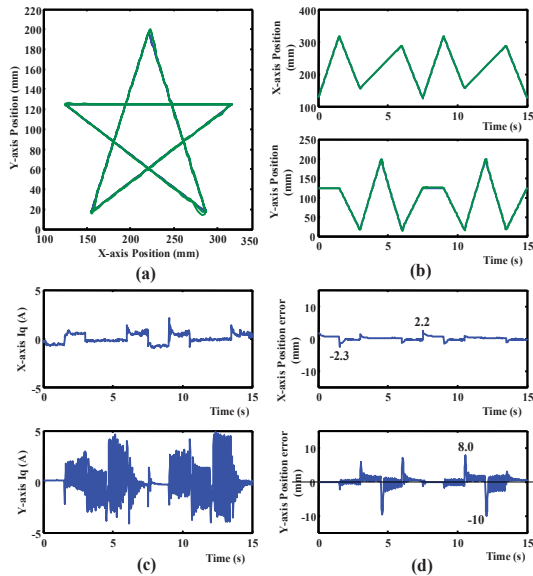 200
180
160
140
120
100
80
60
40
20
0
Y-axis Position (mm)
100 150 200 250 300 350
X-axis Position (mm)
(a)
400
300
200
100
X-axis Position
(mm)
0 5 10 15
Time (s)
250
200
150
100
50
0
Y-axis Position
(mm)
0 5 10 15
Time (s)
(b)
5
0
-5
X-axis Iq (A)
0 5 10 15
Time (s)
5
0
-5
Y-axis Iq (A)
0 5 10 15
Time (s)
(c)
10
0
-10
X-axis Position error
(mm)
2.2
-2.3
0 5 10 15
Time (s)
10
0
-10
Y-axis Position error
(mm)
8.0
-10
0 5 10 15
Time (s)
(d)